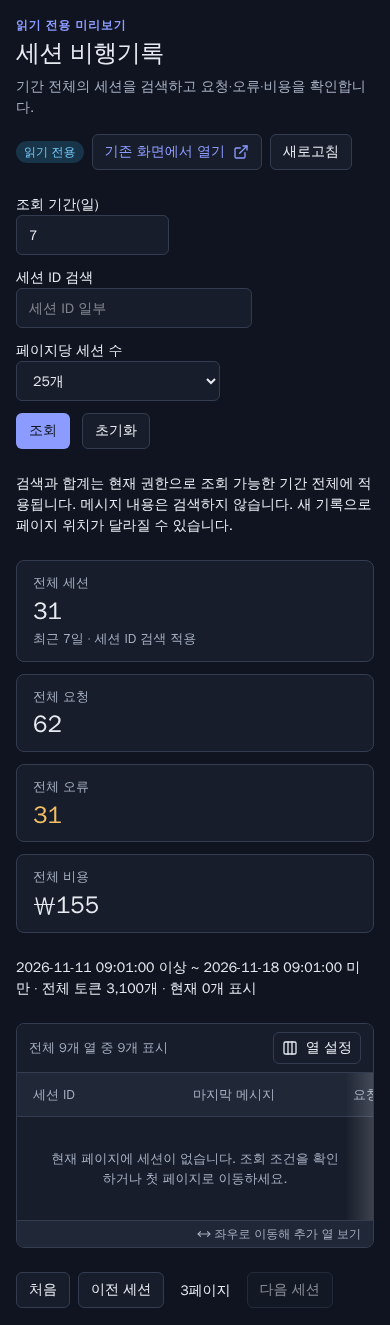 읽기 전용 미리보기
세션 비행기록
기간 전체의 세션을 검색하고 요청·오류·비용을 확인합니
다.
읽기 전용
기존 화면에서 열기
새로고침
조회 기간(일)
7
세션 ID 검색
세션 ID 일부
페이지당 세션 수
25개
조회
초기화
검색과 합계는 현재 권한으로 조회 가능한 기간 전체에 적
용됩니다. 메시지 내용은 검색하지 않습니다. 새 기록으로
페이지 위치가 달라질 수 있습니다.
전체 세션
31
최근 7일 · 세션 ID 검색 적용
전체 요청
62
전체 오류
31
전체 비용
₩155
2026-11-11 09:01:00 이상 ~ 2026-11-18 09:01:00 미
만 · 전체 토큰 3,100개 · 현재 0개 표시
전체 9개 열 중 9개 표시
열 설정
세션 ID
마지막 메시지
요청
현재 페이지에 세션이 없습니다. 조회 조건을 확인
하거나 첫 페이지로 이동하세요.
↔ 좌우로 이동해 추가 열 보기
처음
이전 세션
3페이지
다음 세션